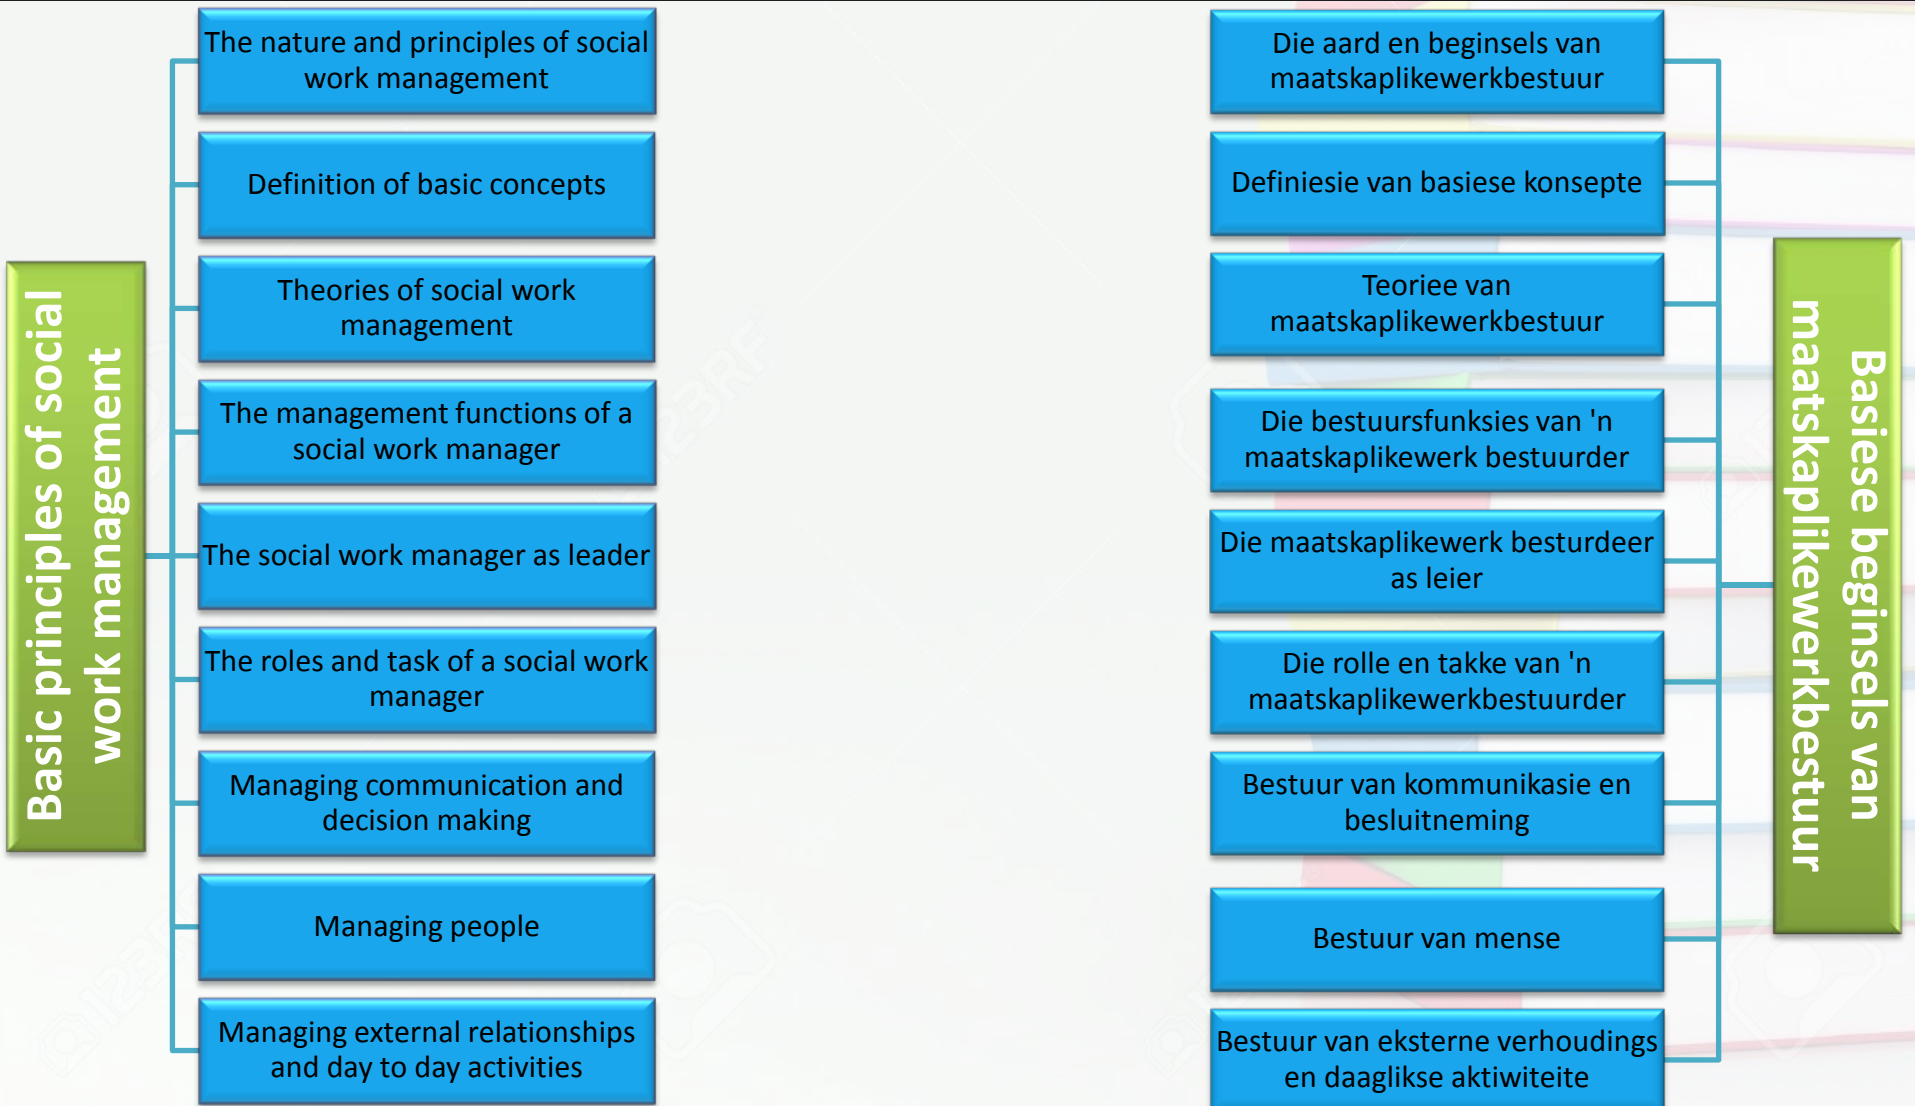 Basic principles of social
work management
The nature and principles of social
work management
Definition of basic concepts
Theories of social work
management
The management functions of a
social work manager
The social work manager as leader
The roles and task of a social work
manager
Managing communication and
decision making
Managing people
Managing external relationships
and day to day activities
Basiese beginsels van
maatskaplikewerkbestuur
Die aard en beginsels van
maatskaplikewerkbestuur
Definiesie van basiese konsepte
Teoriee van
maatskaplikewerkbestuur
Die bestuursfunksies van 'n
maatskaplikewerk bestuurder
Die maatskaplikewerk besturdeer
as leier
Die rolle en takke van 'n
maatskaplikewerkbestuurder
Bestuur van kommunikasie en
besluitneming
Bestuur van mense
Bestuur van eksterne verhoudings
en daaglikse aktiwiteite
123RF
123RF